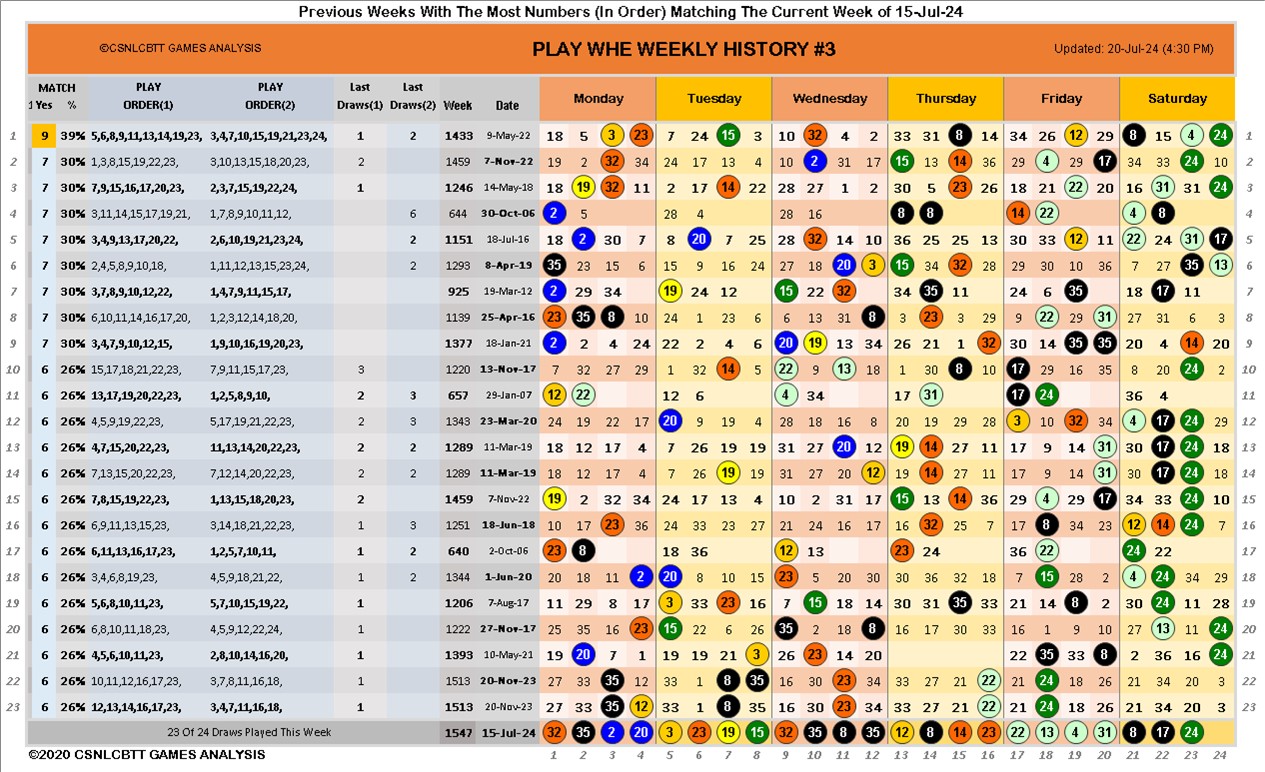 Previous Weeks With The Most Numbers (In Order) Matching The Current Week of 15-Jul-24
©CSNLCBTT GAMES ANALYSIS PLAY WHE WEEKLY HISTORY #3 Updated: 20-Jul-24 (4:30 PM)
MATCH PLAY PLAY Last Last
1 Yes % ORDER(1) ORDER(2) Draws(1) Draws(2) Week Date Monday Tuesday Wednesday Thursday Friday Saturday
1 9 39% 5,6,8,9,11,13,14,19,23, 3,4,7,10,15,19,21,23,24, 1 2 1433 9-May-22 18 5 3 23 7 24 15 3 10 32 4 2 33 31 8 14 34 26 12 29 8 15 4 24 1
2 7 30% 1,3,8,15,19,22,23, 3,10,13,15,18,20,23, 2 1459 7-Nov-22 19 2 32 34 24 17 13 4 10 2 31 17 15 13 14 36 29 4 29 17 34 33 24 10 2
3 7 30% 7,9,15,16,17,20,23, 2,3,7,15,19,22,24, 1 1246 14-May-18 18 19 32 11 2 17 14 22 28 27 1 2 30 5 23 26 18 21 22 20 16 31 31 24 3
4 7 30% 3,11,14,15,17,19,21, 1,7,8,9,10,11,12, 6 644 30-Oct-06 2 5 28 4 28 16 8 8 14 22 4 8 4
5 7 30% 3,4,9,13,17,20,22, 2,6,10,19,21,23,24, 2 1151 18-Jul-16 18 2 30 7 8 20 7 25 28 32 14 10 36 25 25 13 30 33 12 11 22 24 31 17 5
6 7 30% 2,4,5,8,9,10,18, 1,11,12,13,15,23,24, 2 1293 8-Apr-19 35 23 15 6 15 9 16 24 27 18 20 3 15 34 32 28 29 30 10 6 7 27 35 13 6
7 7 30% 3,7,8,9,10,12,22, 1,4,7,9,11,15,17, 925 19-Mar-12 2 29 34 19 24 12 15 22 32 34 35 11 24 6 35 18 17 11 7
8 7 30% 6,10,11,14,16,17,20, 1,2,3,12,14,18,20, 1139 25-Apr-16 23 35 8 10 24 1 23 6 6 13 31 8 3 23 3 29 9 22 29 31 27 31 6 3 8
9 7 30% 3,4,7,9,10,12,15, 1,9,10,16,19,20,23, 1377 18-Jan-21 2 2 4 24 22 2 4 6 20 19 13 34 26 21 1 32 30 14 35 35 20 4 14 20 9
10 6 26% 15,17,18,21,22,23, 7,9,11,15,17,23, 3 1220 13-Nov-17 7 32 27 29 1 32 14 5 22 9 13 18 1 30 8 10 17 29 16 35 8 20 24 2 10
11 6 26% 13,17,19,20,22,23, 1,2,5,8,9,10, 2 3 657 29-Jan-07 12 22 12 6 4 34 17 31 17 24 36 4 11
12 6 26% 4,5,9,19,22,23, 5,17,19,21,22,23, 2 3 1343 23-Mar-20 24 19 22 17 20 9 19 4 28 18 16 8 20 19 29 28 3 10 32 34 4 17 24 29 12
13 6 26% 4,7,15,20,22,23, 11,13,14,20,22,23, 2 2 1289 11-Mar-19 18 12 17 4 7 26 19 19 31 27 20 12 19 14 27 11 17 9 14 31 30 17 24 18 13
14 6 26% 7,13,15,20,22,23, 7,12,14,20,22,23, 2 2 1289 11-Mar-19 18 12 17 4 7 26 19 19 31 27 20 12 19 14 27 11 17 9 14 31 30 17 24 18 14
15 6 26% 7,8,15,19,22,23, 1,13,15,18,20,23, 2 1459 7-Nov-22 19 2 32 34 24 17 13 4 10 2 31 17 15 13 14 36 29 4 29 17 34 33 24 10 15
16 6 26% 6,9,11,13,15,23, 3,14,18,21,22,23, 1 3 1251 18-Jun-18 10 17 23 36 24 33 23 27 21 24 16 17 16 32 25 7 17 8 34 23 12 14 24 7 16
17 6 26% 6,11,13,16,17,23, 1,2,5,7,10,11, 1 2 640 2-Oct-06 23 8 18 36 12 13 23 24 36 22 24 22 17
18 6 26% 3,4,6,8,19,23, 4,5,9,18,21,22, 1 2 1344 1-Jun-20 20 18 11 2 20 8 10 15 23 5 20 30 30 36 32 18 7 15 28 2 4 24 34 29 18
19 6 26% 5,6,8,10,11,23, 5,7,10,15,19,22, 1 1206 7-Aug-17 11 29 8 17 3 33 23 16 7 15 18 14 30 31 35 33 21 14 8 2 30 24 11 28 19
20 6 26% 6,8,10,11,18,23, 4,5,9,12,22,24, 1 1222 27-Nov-17 25 35 16 23 15 22 6 26 35 2 18 8 16 17 30 33 16 1 9 10 27 13 11 24 20
21 6 26% 4,5,6,10,11,23, 2,8,10,14,16,20, 1 1393 10-May-21 19 20 7 1 19 19 21 3 26 23 14 20 22 35 33 8 2 36 16 24 21
22 6 26% 10,11,12,16,17,23, 3,7,8,11,16,18, 1 1513 20-Nov-23 27 33 35 12 33 1 8 35 16 30 23 34 33 27 21 22 21 24 18 26 21 34 20 3 22
23 6 26% 12,13,14,16,17,23, 3,4,7,11,16,18, 1 1513 20-Nov-23 27 33 35 12 33 1 8 35 16 30 23 34 33 27 21 22 21 24 18 26 21 34 20 3 23
23 Of 24 Draws Played This Week 1547 15-Jul-24 32 35 2 20 3 23 19 15 32 35 8 35 12 8 14 23 22 13 4 31 8 17 24
©2020 CSNLCBTT GAMES ANALYSIS 1 2 3 4 5 6 7 8 9 10 11 12 13 14 15 16 17 18 19 20 21 22 23 24